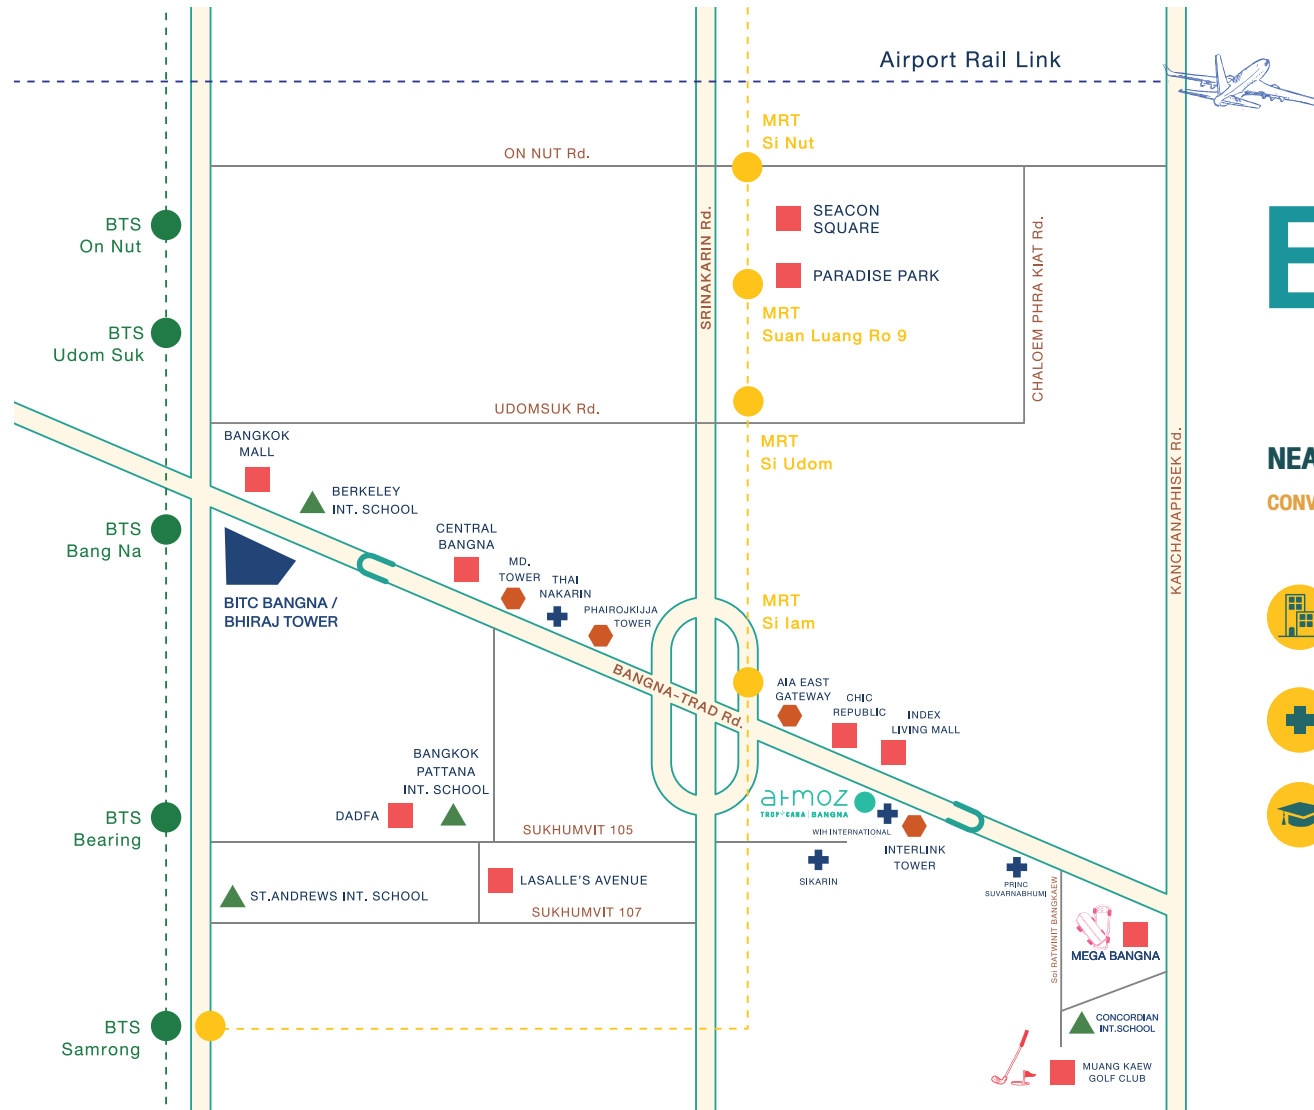 Airport Rail Link
MRT
Si Nut
ON NUT Rd.
SEACON
SQUARE
BTS
On Nut
SRINAKARIN Rd.
CHALOEM PHRA KIAT Rd.
PARADISE PARK
E
MRT
Suan Luang Ro 9
BTS
Udom Suk
UDOMSUK Rd.
BANGKOK
MALL
MRT
Si Udom
KANCHANAPHISEK Rd.
NEA
CONV
BERKELEY
INT. SCHOOL
BTS
Bang Na
CENTRAL
BANGNA
MD.
TOWER
THAI
NAKARIN
PHAIROJKIJJA
TOWER
BITC BANGNA /
BHIRAJ TOWER
MRT
Si Iam
BANGNA-TRAD Rd.
AIA EAST
GATEWAY
CHIC
REPUBLIC
INDEX
LIVING MALL
BANGKOK
PATTANA
INT. SCHOOL
DADFA
atmoz
TROPICANA | BANGNA
WIH INTERNATIONAL
INTERLINK
TOWER
BTS
Bearing
SUKHUMVIT 105
SIKARIN
PRINC
SUVARNABHUMI
LASALLE'S AVENUE
ST.ANDREWS INT. SCHOOL
SUKHUMVIT 107
Soi RATWINIT BANGKAEW
MEGA BANGNA
BTS
Samrong
CONCORDIAN
INT.SCHOOL
MUANG KAEW
GOLF CLUB